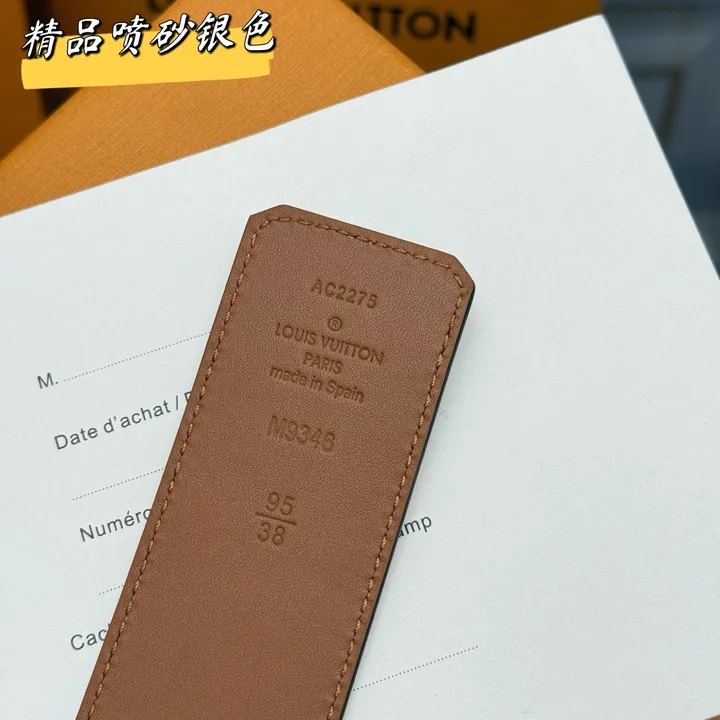 精品喷砂银色
UITTON
AC2275
®
LOUIS VUITTON
PARIS
made in Spain
M9346
95
38
M.
Date d'achat /
Numéro
amp
Cac